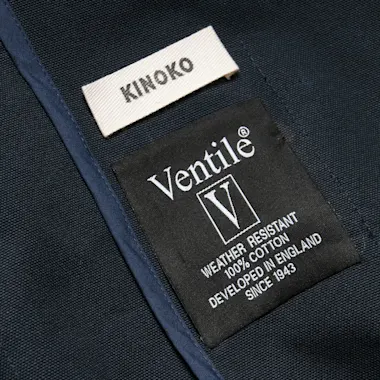 KINOKO
Ventile®
V
WEATHER RESISTANT
100% COTTON
DEVELOPED IN ENGLAND
SINCE 1943